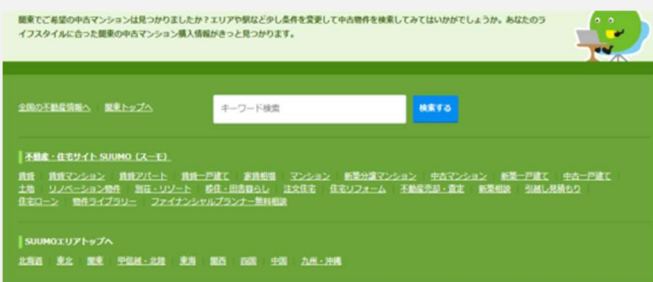 関東でご希望の中古マンションは見つかりましたか？エリアや駅など少し条件を変更して中古物件を検索してみてはいかがでしょうか。あなたのラ
イフスタイルに合った関東の中古マンション購入情報がきっと見つかります。
全国の不動産情報へ 関東トップへ キーワード検索 検索する
不動産・住宅サイト SUUMO（スーモ）
賃貸 賃貸マンション 賃貸アパート 賃貸一戸建て 家賃相場 マンション 新築分譲マンション 中古マンション 新築一戸建て 中古一戸建て
土地 リノベーション物件 別荘・リゾート 移住・田舎暮らし 注文住宅 住宅リフォーム 不動産売却・査定 新築相談 引越し見積もり
住宅ローン 物件ライブラリー ファイナンシャルプランナー無料相談
SUUMOエリアトップへ
北海道 東北 関東 甲信越・北陸 東海 関西 四国 中国 九州・沖縄